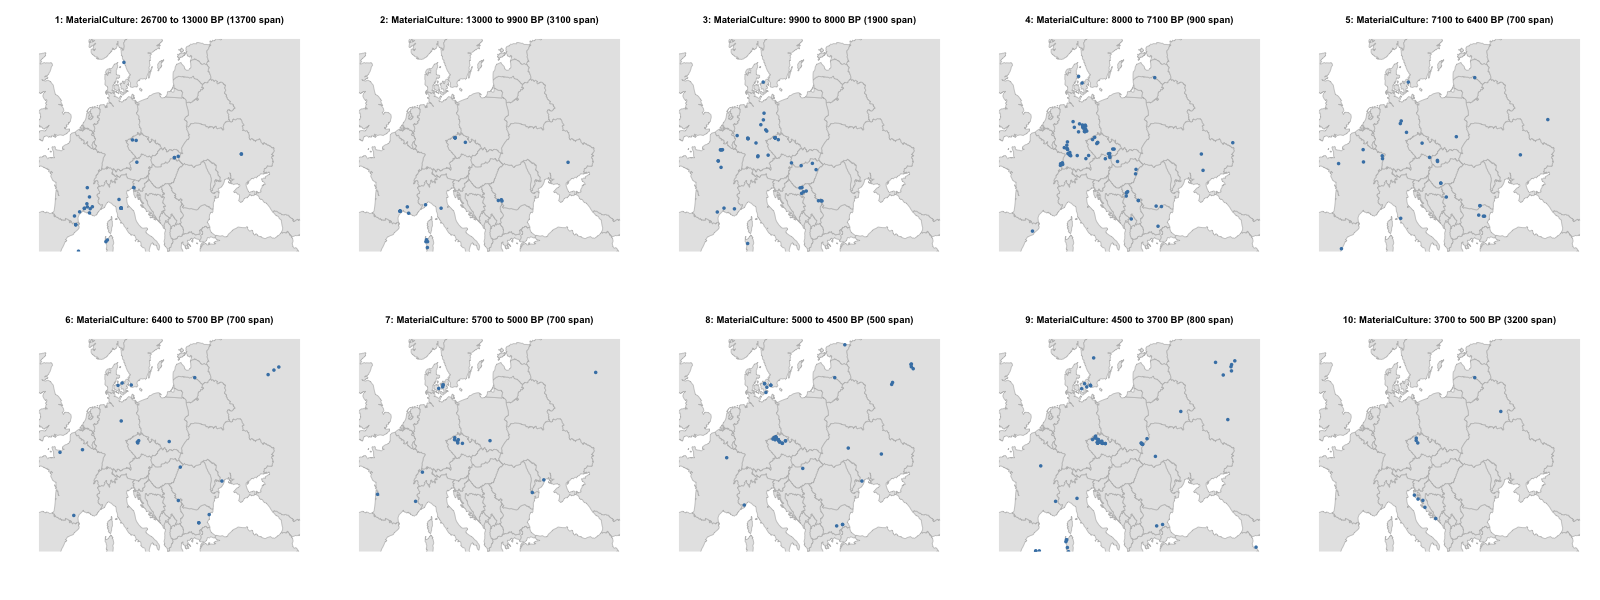 1: MaterialCulture: 26700 to 13000 BP (13700 span)
2: MaterialCulture: 13000 to 9900 BP (3100 span)
3: MaterialCulture: 9900 to 8000 BP (1900 span)
4: MaterialCulture: 8000 to 7100 BP (900 span)
5: MaterialCulture: 7100 to 6400 BP (700 span)
6: MaterialCulture: 6400 to 5700 BP (700 span)
7: MaterialCulture: 5700 to 5000 BP (700 span)
8: MaterialCulture: 5000 to 4500 BP (500 span)
9: MaterialCulture: 4500 to 3700 BP (800 span)
10: MaterialCulture: 3700 to 500 BP (3200 span)